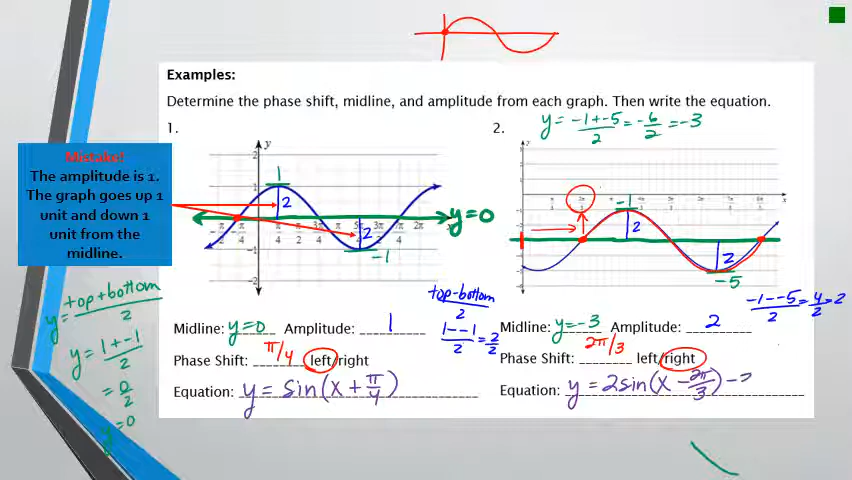 Examples:
Determine the phase shift, midline, and amplitude from each graph. Then write the equation.
1.
2.
y = -1+-5/2 = -6/2 = -3
Mistake!
The amplitude is 1.
The graph goes up 1
unit and down 1
unit from the
midline.
y
2
1
1
2
y=0
2
-1
-1
-2
y
x
-1
2
2
-5
y = top+bottom/2
y = 1+-1/2
= 0/2
y=0
top-bottom/2
1--1/2 = 2/2
-1--5/2 = 4/2 = 2
Midline: y=0 Amplitude: 1
Phase Shift: π/4 left/right
Equation: y = sin(x + π/4)
Midline: y=-3 Amplitude: 2
Phase Shift: 2π/3 left/right
Equation: y = 2sin(x - 2π/3) -